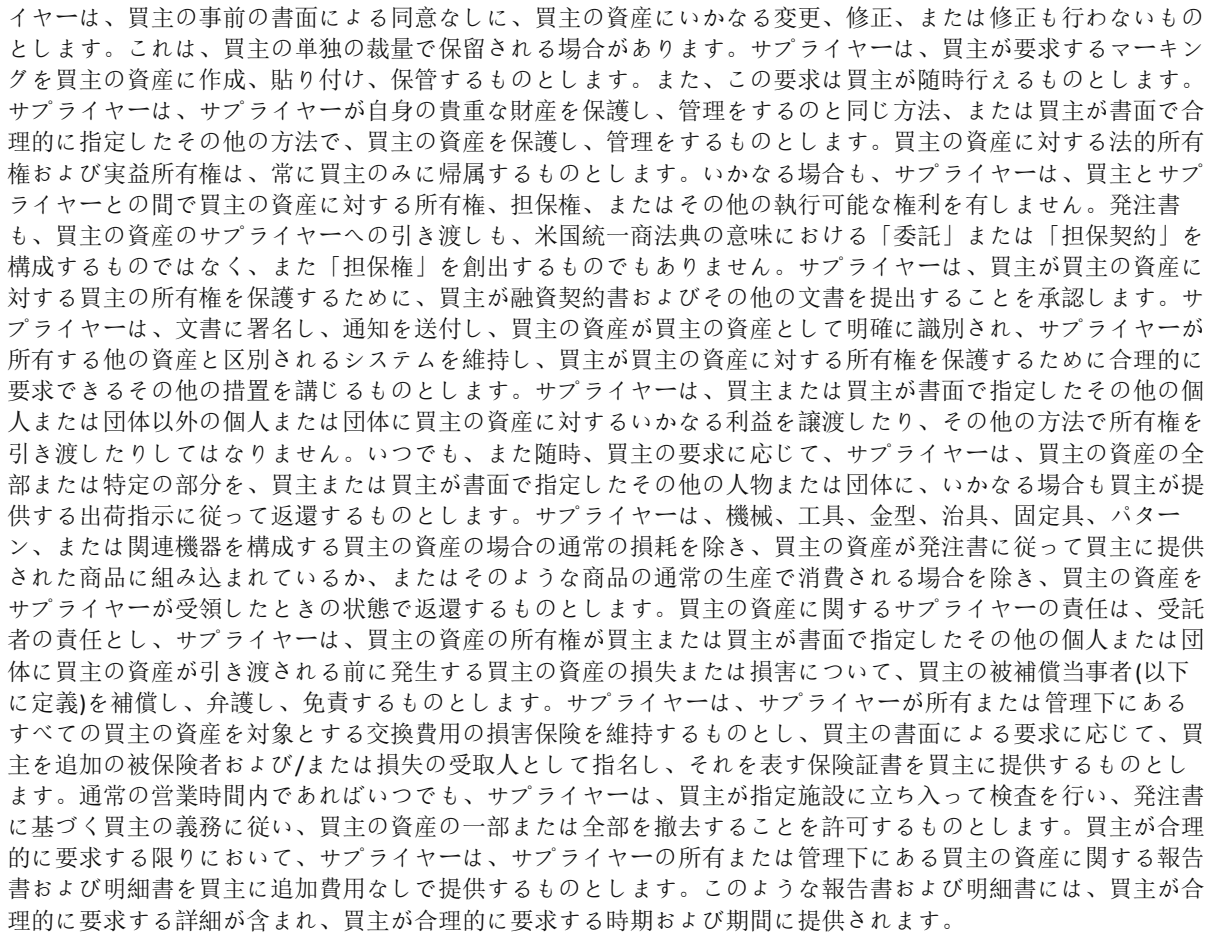 イヤーは、買主の事前の書面による同意なしに、買主の資産にいかなる変更、修正、または修正も行わないもの
とします。これは、買主の単独の裁量で保留される場合があります。サプライヤーは、買主が要求するマーキン
グを買主の資産に作成、貼り付け、保管するものとします。また、この要求は買主が随時行えるものとします。
サプライヤーは、サプライヤーが自身の貴重な財産を保護し、管理をするのと同じ方法、または買主が書面で合
理的に指定したその他の方法で、買主の資産を保護し、管理をするものとします。買主の資産に対する法的所有
権および実益所有権は、常に買主のみに帰属するものとします。いかなる場合も、サプライヤーは、買主とサプ
ライヤーとの間で買主の資産に対する所有権、担保権、またはその他の執行可能な権利を有しません。発注書
も、買主の資産のサプライヤーへの引き渡しも、米国統一商法典の意味における「委託」または「担保契約」を
構成するものではなく、また「担保権」を創出するものでもありません。サプライヤーは、買主が買主の資産に
対する買主の所有権を保護するために、買主が融資契約書およびその他の文書を提出することを承認します。サ
プライヤーは、文書に署名し、通知を送付し、買主の資産が買主の資産として明確に識別され、サプライヤーが
所有する他の資産と区別されるシステムを維持し、買主が買主の資産に対する所有権を保護するために合理的に
要求できるその他の措置を講じるものとします。サプライヤーは、買主または買主が書面で指定したその他の個
人または団体以外の個人または団体に買主の資産に対するいかなる利益を譲渡したり、その他の方法で所有権を
引き渡したりしてはなりません。いつでも、また随時、買主の要求に応じて、サプライヤーは、買主の資産の全
部または特定の部分を、買主または買主が書面で指定したその他の人物または団体に、いかなる場合も買主が提
供する出荷指示に従って返還するものとします。サプライヤーは、機械、工具、金型、治具、固定具、パター
ン、または関連機器を構成する買主の資産の場合の通常の損耗を除き、買主の資産が発注書に従って買主に提供
された商品に組み込まれているか、またはそのような商品の通常の生産で消費される場合を除き、買主の資産を
サプライヤーが受領したときの状態で返還するものとします。買主の資産に関するサプライヤーの責任は、受託
者の責任とし、サプライヤーは、買主の資産の所有権が買主または買主が書面で指定したその他の個人または団
体に買主の資産が引き渡される前に発生する買主の資産の損失または損害について、買主の被補償当事者(以下
に定義)を補償し、弁護し、免責するものとします。サプライヤーは、サプライヤーが所有または管理下にある
すべての買主の資産を対象とする交換費用の損害保険を維持するものとし、買主の書面による要求に応じて、買
主を追加の被保険者および/または損失の受取人として指名し、それを表す保険証書を買主に提供するものとし
ます。通常の営業時間内であればいつでも、サプライヤーは、買主が指定施設に立ち入って検査を行い、発注書
に基づく買主の義務に従い、買主の資産の一部または全部を撤去することを許可するものとします。買主が合理
的に要求する限りにおいて、サプライヤーは、サプライヤーの所有または管理下にある買主の資産に関する報告
書および明細書を買主に追加費用なしで提供するものとします。このような報告書および明細書には、買主が合
理的に要求する詳細が含まれ、買主が合理的に要求する時期および期間に提供されます。